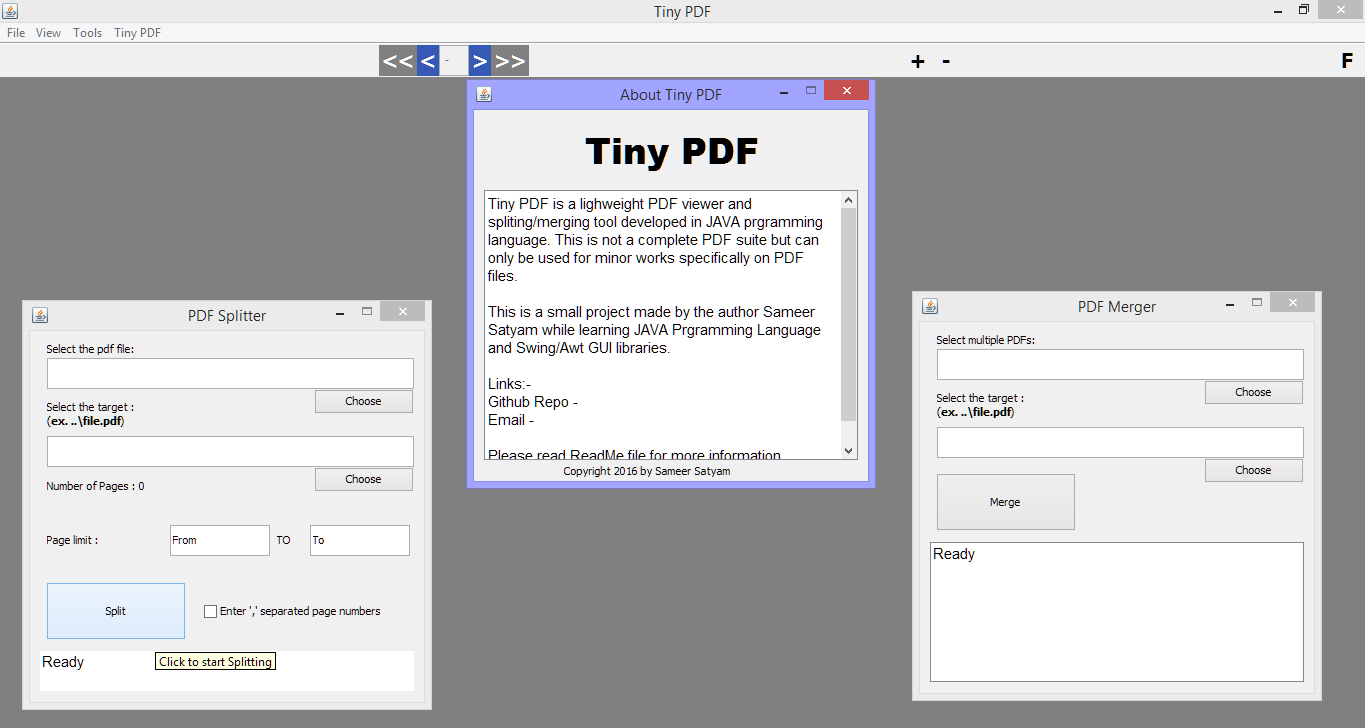 Tiny PDF
File View Tools Tiny PDF
<< < - > >> + - F
About Tiny PDF
Tiny PDF
Tiny PDF is a lighweight PDF viewer and
spliting/merging tool developed in JAVA prgramming
language. This is not a complete PDF suite but can
only be used for minor works specifically on PDF
files.
This is a small project made by the author Sameer
Satyam while learning JAVA Prgramming Language
and Swing/Awt GUI libraries.
Links:-
Github Repo -
Email -
Please read ReadMe file for more information
Copyright 2016 by Sameer Satyam
PDF Splitter
Select the pdf file:
Choose
Select the target :
(ex. ..\file.pdf)
Choose
Number of Pages : 0
Page limit : From TO To
Split Enter ',' separated page numbers
Ready
Click to start Splitting
PDF Merger
Select multiple PDFs:
Choose
Select the target :
(ex. ..\file.pdf)
Choose
Merge
Ready